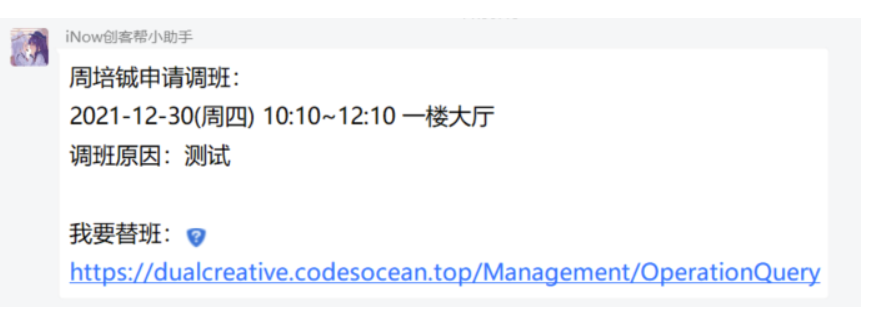 iNow创客帮小助手
周培铖申请调班：
2021-12-30(周四) 10:10~12:10 一楼大厅
调班原因：测试
我要替班：
https://dualcreative.codesocean.top/Management/OperationQuery